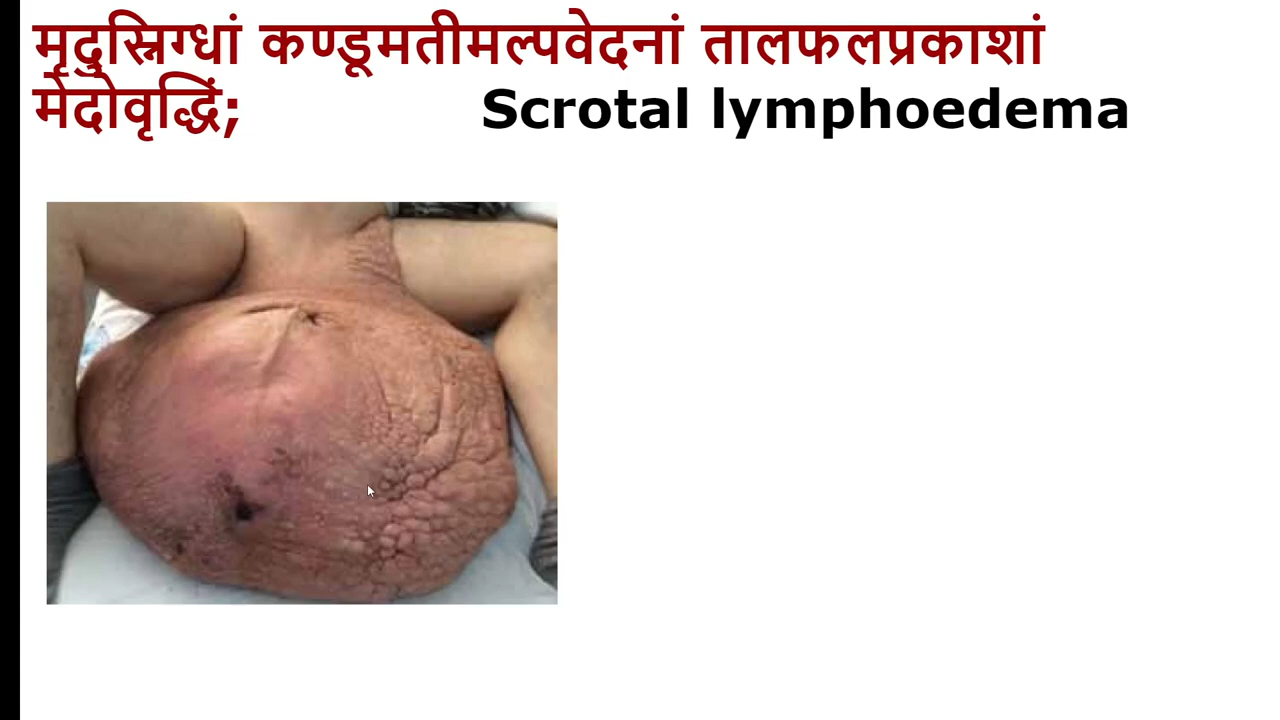 मृदुस्निग्धां कण्डूमतीमल्पवेदनां तालफलप्रकाशां
मेदोवृद्धिं; Scrotal lymphoedema